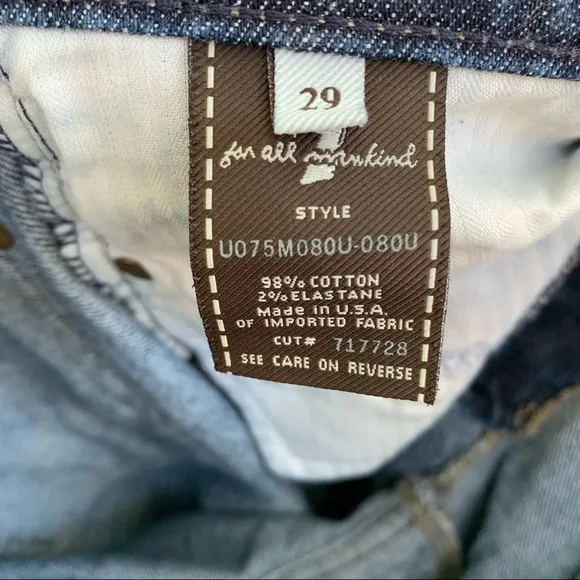 29
7
for all mankind
STYLE
U075M080U-080U
98% COTTON
2% ELASTANE
Made in U.S.A.
OF IMPORTED FABRIC
CUT# 717728
SEE CARE ON REVERSE